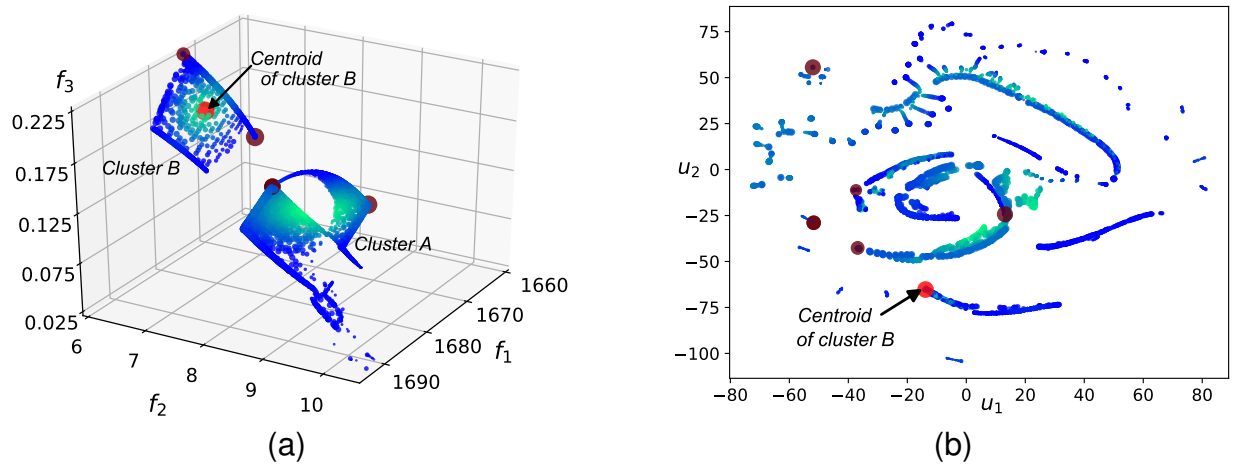 Centroid
of cluster B
f₃
0.225
0.175
0.125
0.075
0.025
Cluster B
Cluster A
6
7
8
9
10
f₂
1660
1670
1680
1690
f₁
(a)
75
50
25
0
−25
−50
−75
−100
u₂
Centroid
of cluster B
−80
−60
−40
−20
0
20
40
60
80
u₁
(b)